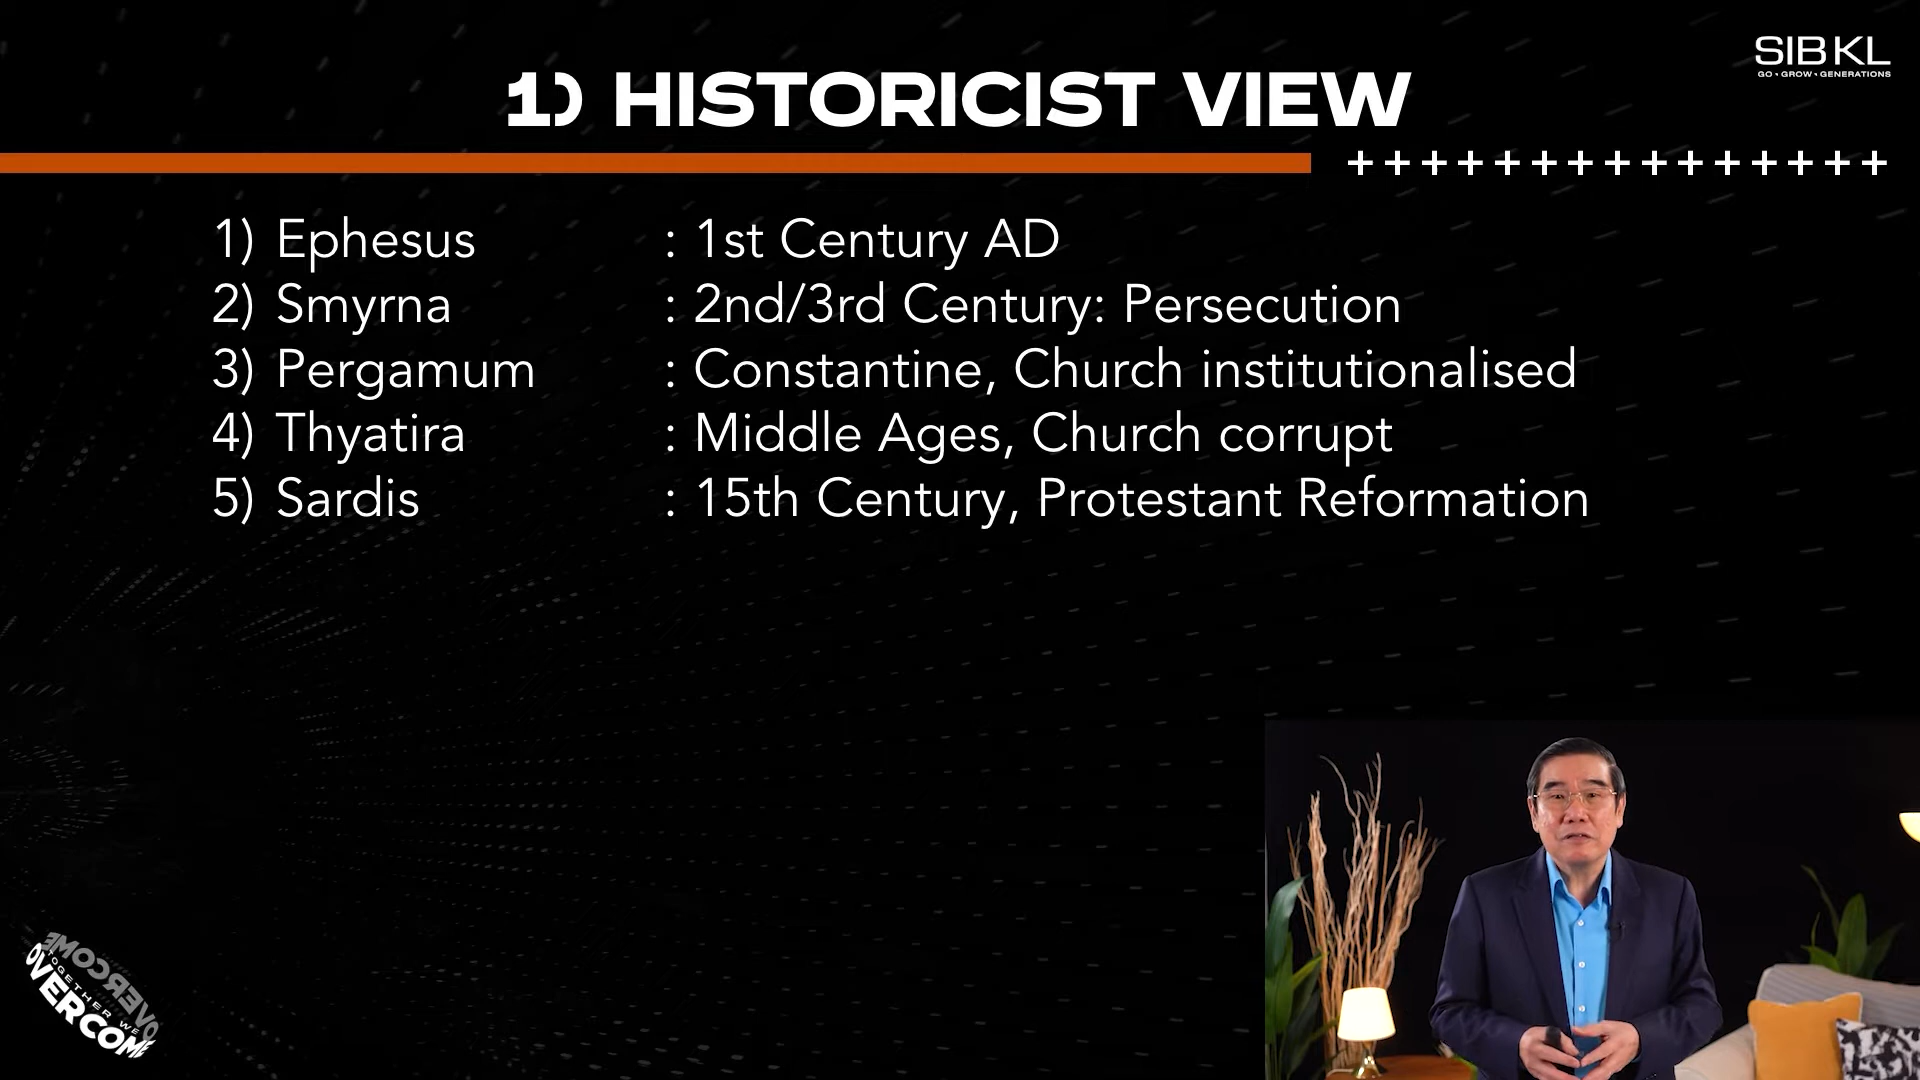 SIBKL
GO • GROW • GENERATIONS
1) HISTORICIST VIEW
+++++++++++++++
1) Ephesus : 1st Century AD
2) Smyrna : 2nd/3rd Century: Persecution
3) Pergamum : Constantine, Church institutionalised
4) Thyatira : Middle Ages, Church corrupt
5) Sardis : 15th Century, Protestant Reformation
OVERCOME
TOGETHER WE
OVERCOME